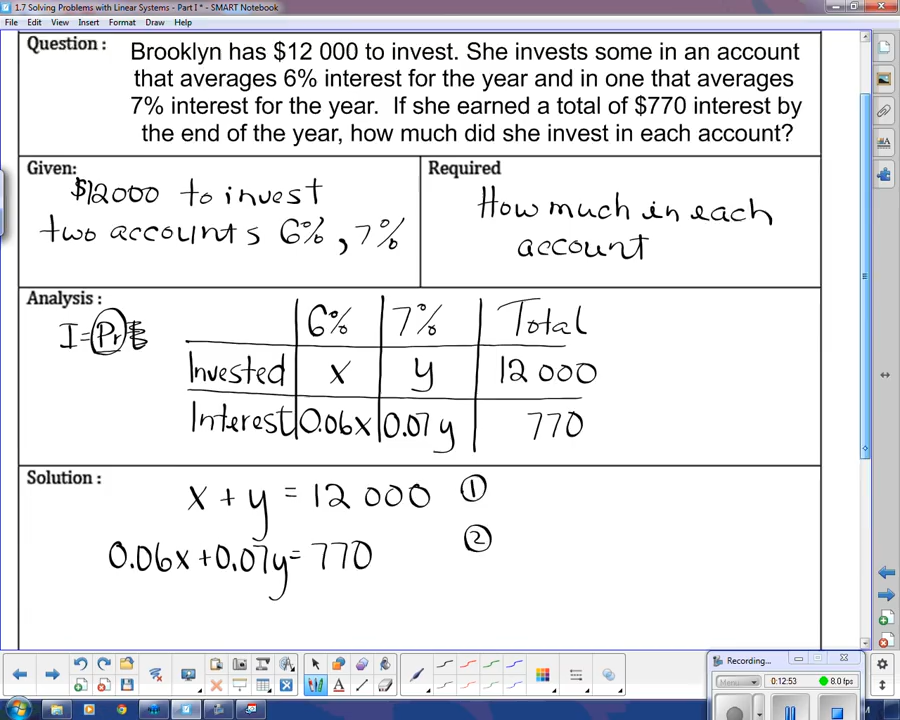 1.7 Solving Problems with Linear Systems - Part I * - SMART Notebook
File Edit View Insert Format Draw Help
Question :
Brooklyn has $12 000 to invest. She invests some in an account
that averages 6% interest for the year and in one that averages
7% interest for the year. If she earned a total of $770 interest by
the end of the year, how much did she invest in each account?
Given:
$12000 to invest
two accounts 6%, 7%
Required
How much in each
account
Analysis :
I=Prt
6% 7% Total
Invested x y 12 000
Interest 0.06x 0.07y 770
Solution :
x + y = 12 000 ①
0.06x + 0.07y = 770 ②
Recording...
Menu
0:12:53 8.0 fps